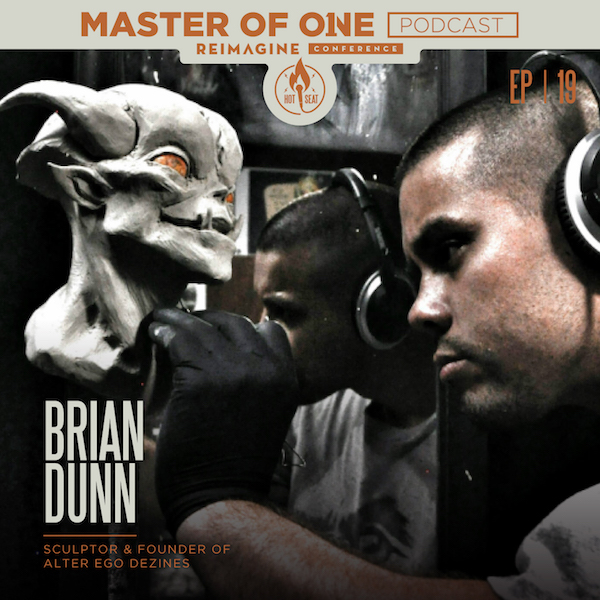 MASTER OF ONE PODCAST
REIMAGINE CONFERENCE
HOT SEAT
EP | 19
BRIAN
DUNN
SCULPTOR & FOUNDER OF
ALTER EGO DEZINES